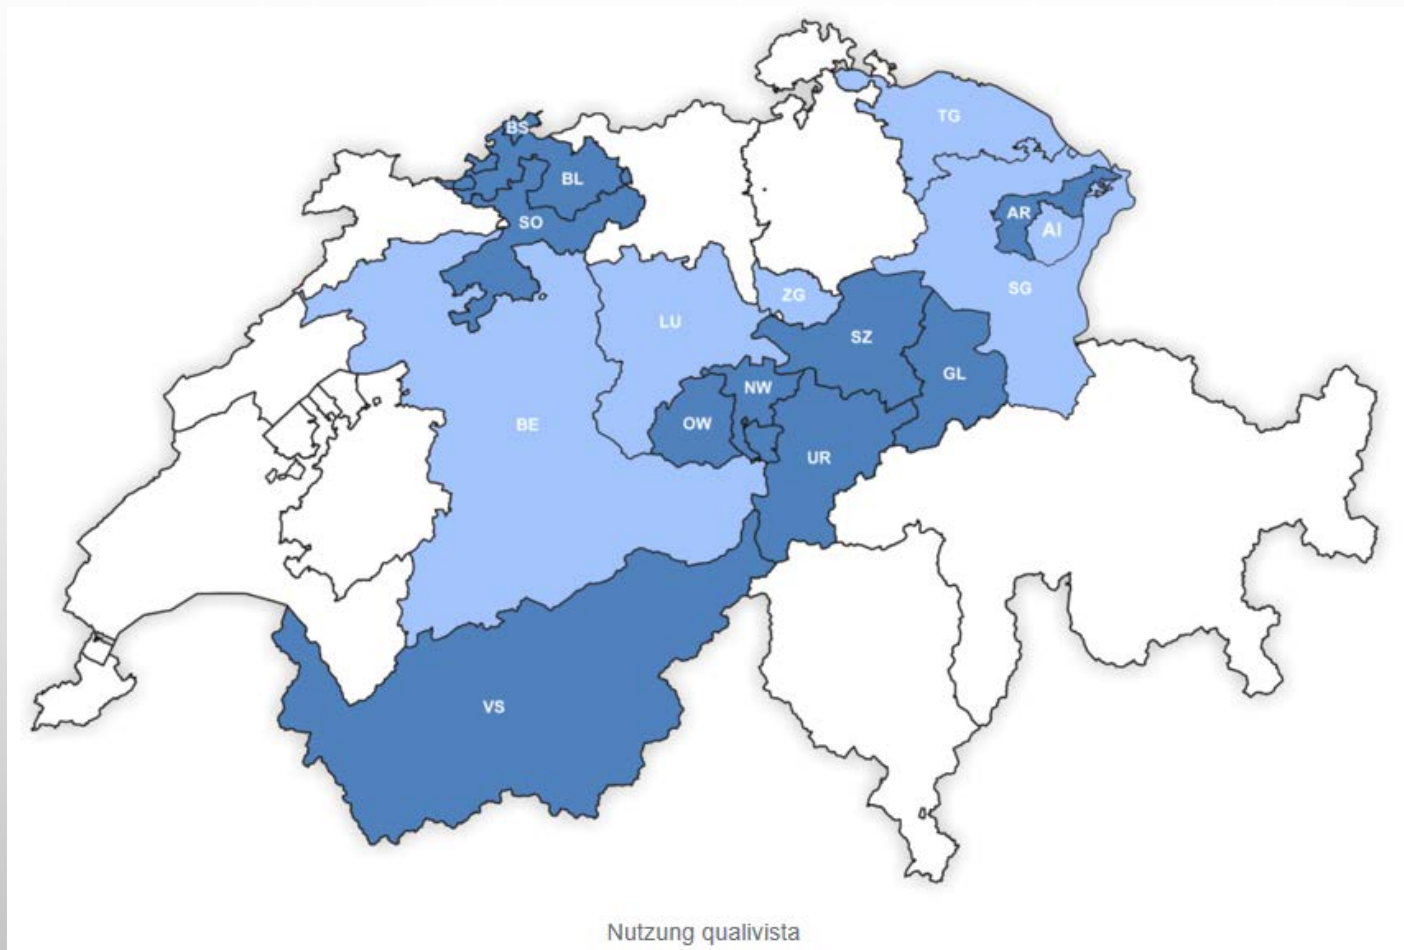 TG
BS
BL
AR
SO
AI
SG
ZG
LU
SZ
GL
NW
OW
BE
UR
VS
Nutzung qualivista